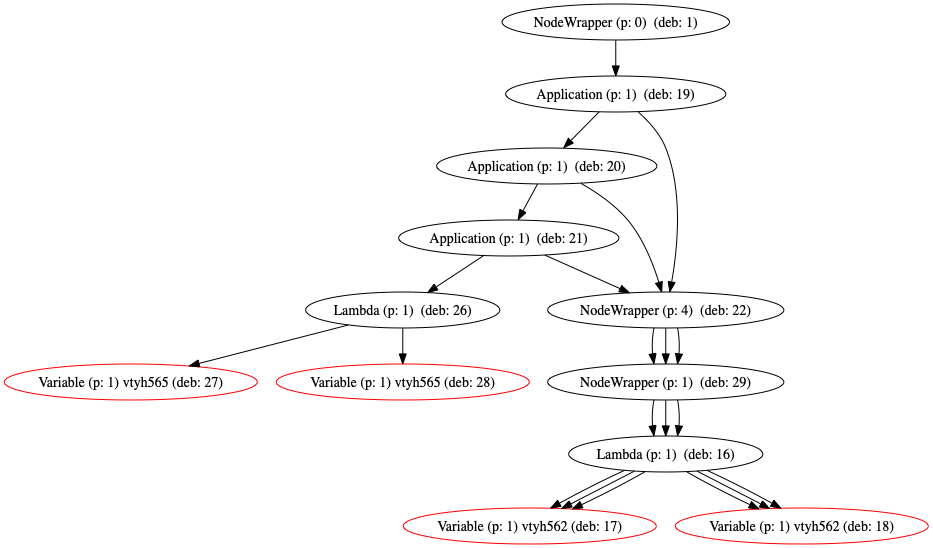 NodeWrapper (p: 0)  (deb: 1)
Application (p: 1)  (deb: 19)
Application (p: 1)  (deb: 20)
Application (p: 1)  (deb: 21)
Lambda (p: 1)  (deb: 26)
NodeWrapper (p: 4)  (deb: 22)
Variable (p: 1) vtyh565 (deb: 27)
Variable (p: 1) vtyh565 (deb: 28)
NodeWrapper (p: 1)  (deb: 29)
Lambda (p: 1)  (deb: 16)
Variable (p: 1) vtyh562 (deb: 17)
Variable (p: 1) vtyh562 (deb: 18)